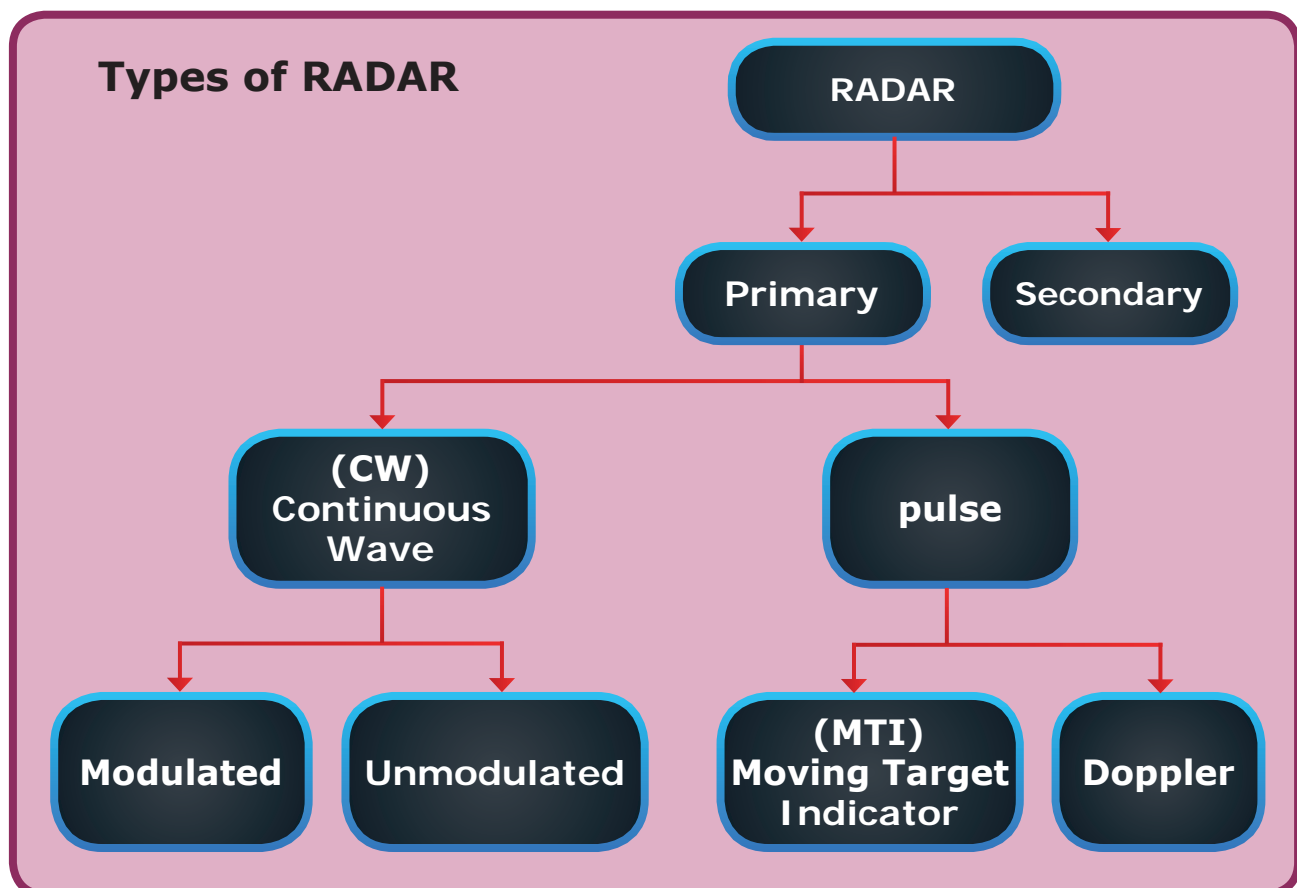 Types of RADAR
RADAR
Primary
Secondary
(CW)
Continuous
Wave
pulse
Modulated
Unmodulated
(MTI)
Moving Target
Indicator
Doppler